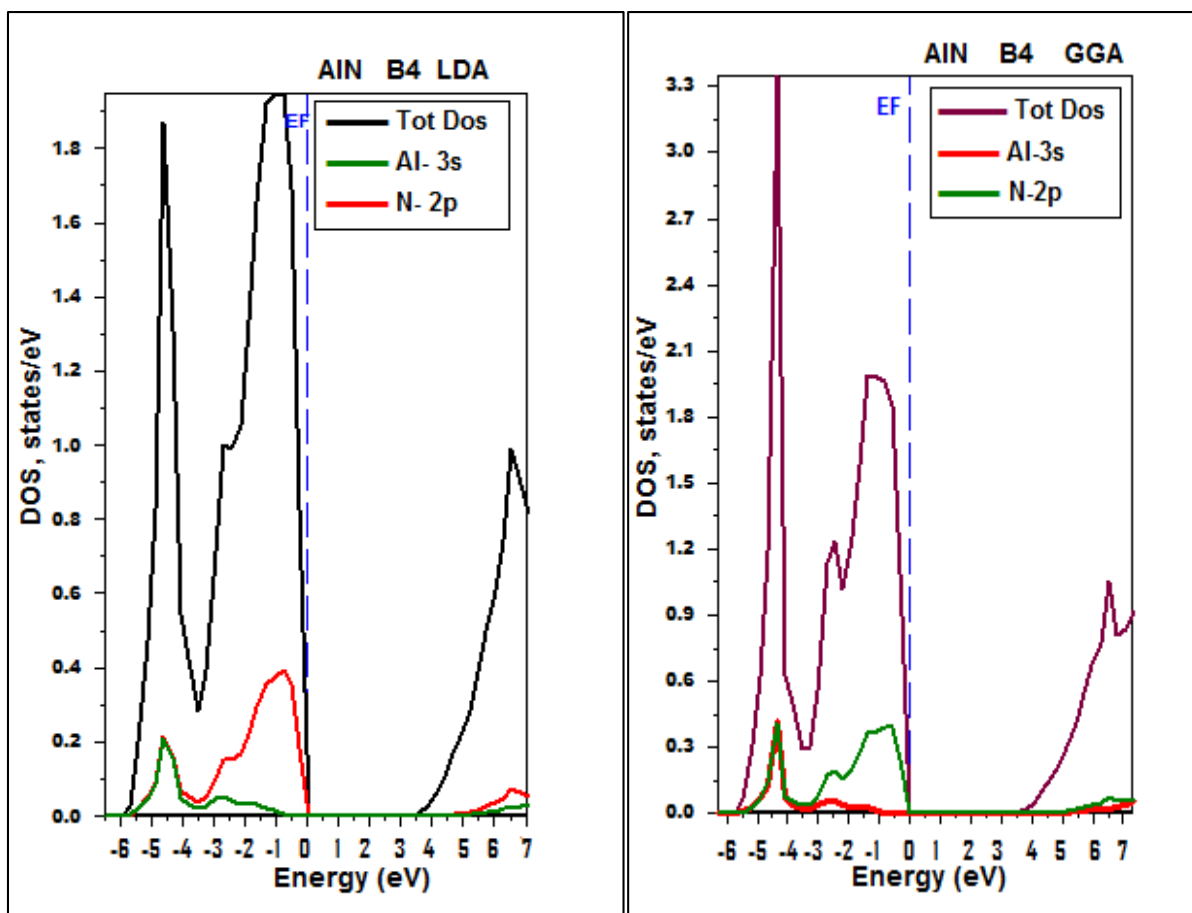 AlN B4 LDA
EF
Tot Dos
Al- 3s
N- 2p
DOS, states/eV
1.8
1.6
1.4
1.2
1.0
0.8
0.6
0.4
0.2
0.0
-6 -5 -4 -3 -2 -1 0 1 2 3 4 5 6 7
Energy (eV)
AlN B4 GGA
EF
Tot Dos
Al-3s
N-2p
DOS, states/eV
3.3
3.0
2.7
2.4
2.1
1.8
1.5
1.2
0.9
0.6
0.3
0.0
-6 -5 -4 -3 -2 -1 0 1 2 3 4 5 6 7
Energy (eV)